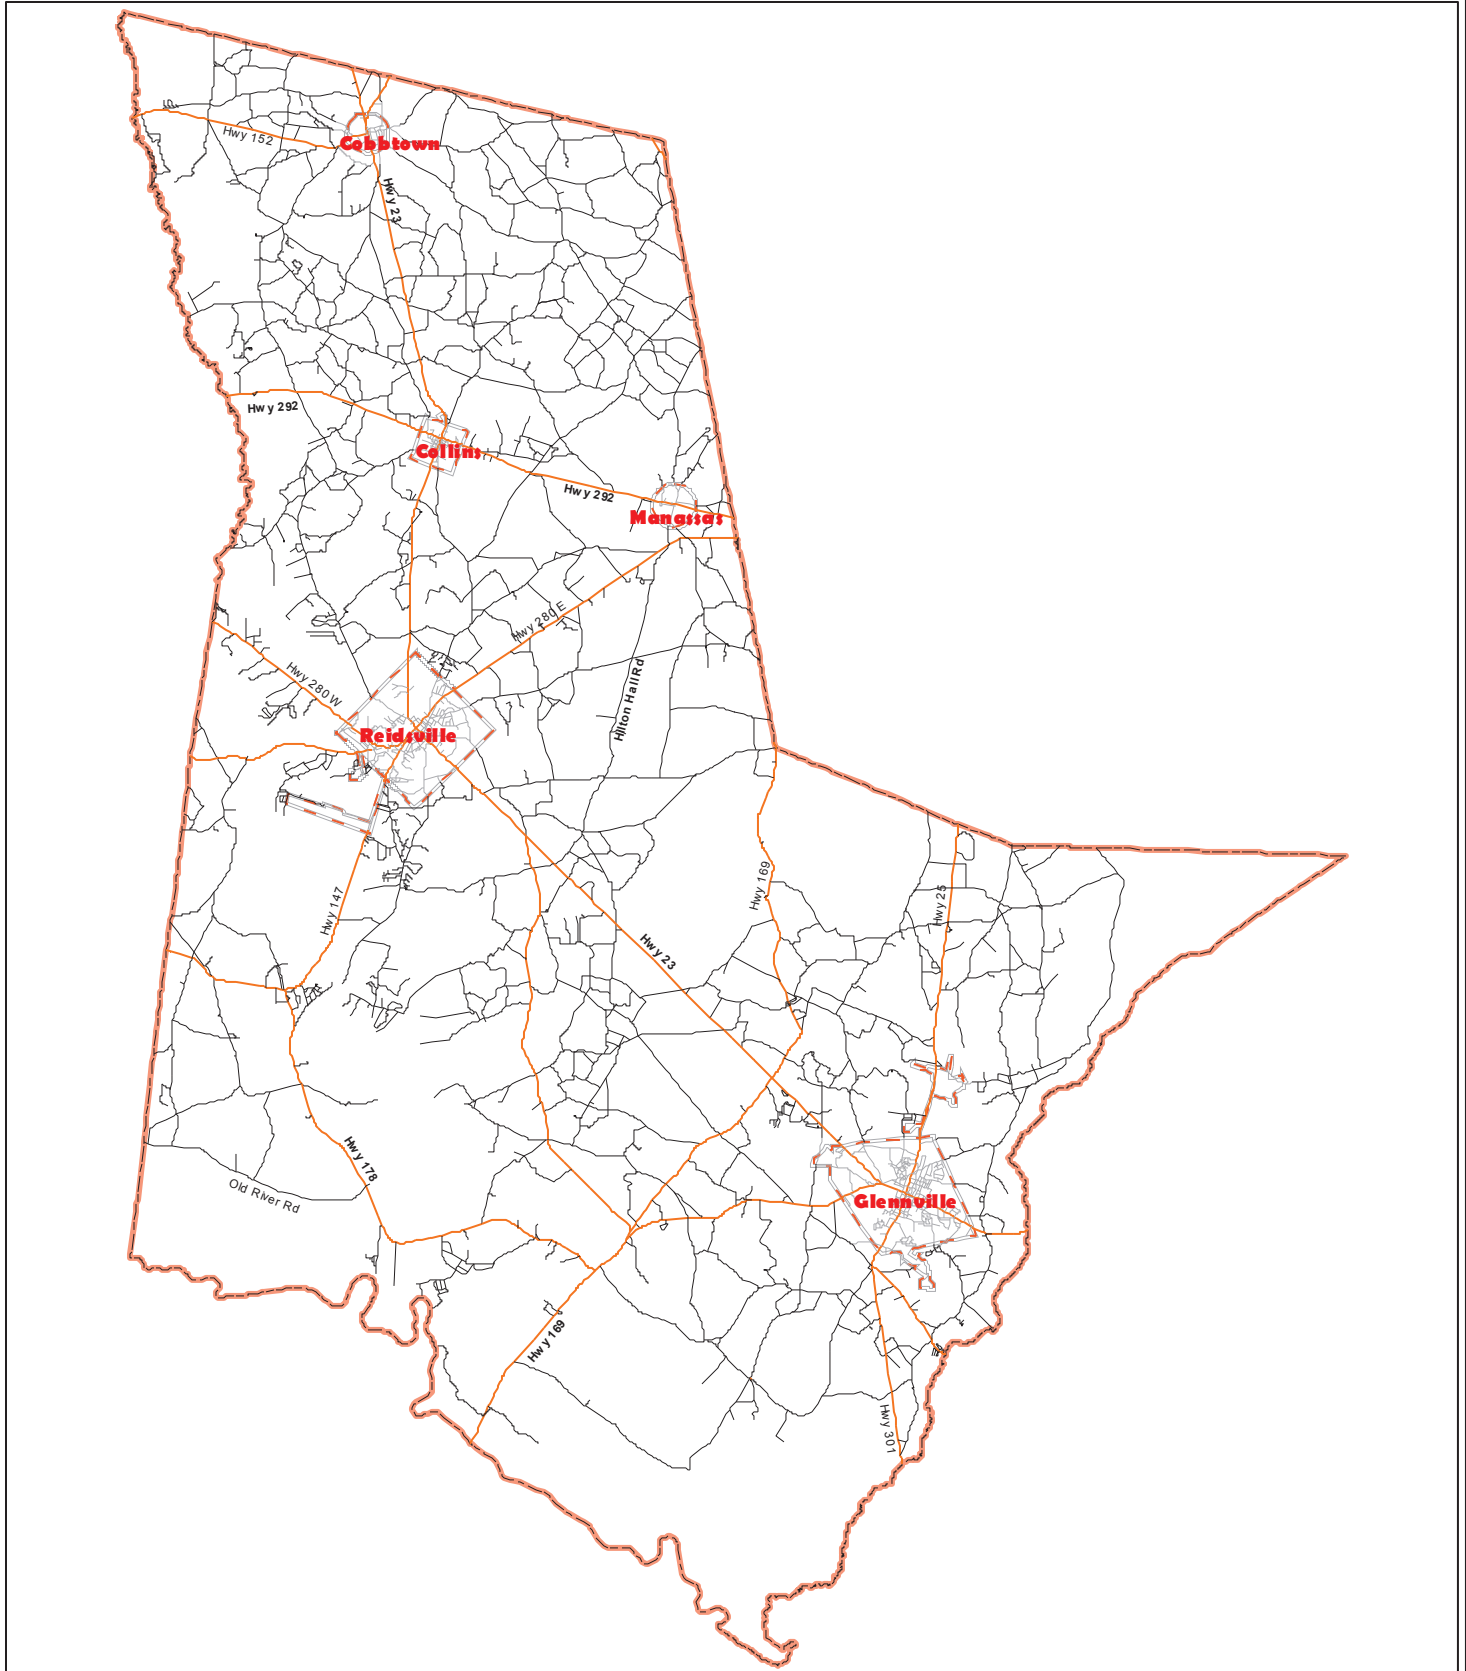 Hwy 152
Cobbtown
Hwy 23
Hwy 292
Collins
Hwy 292
Manassas
Hwy 280 E
Hwy 280 W
Hilton Hall Rd
Reidsville
Hwy 169
Hwy 147
Hwy 25
Hwy 23
Hwy 178
Old River Rd
Glennville
Hwy 169
Hwy 301